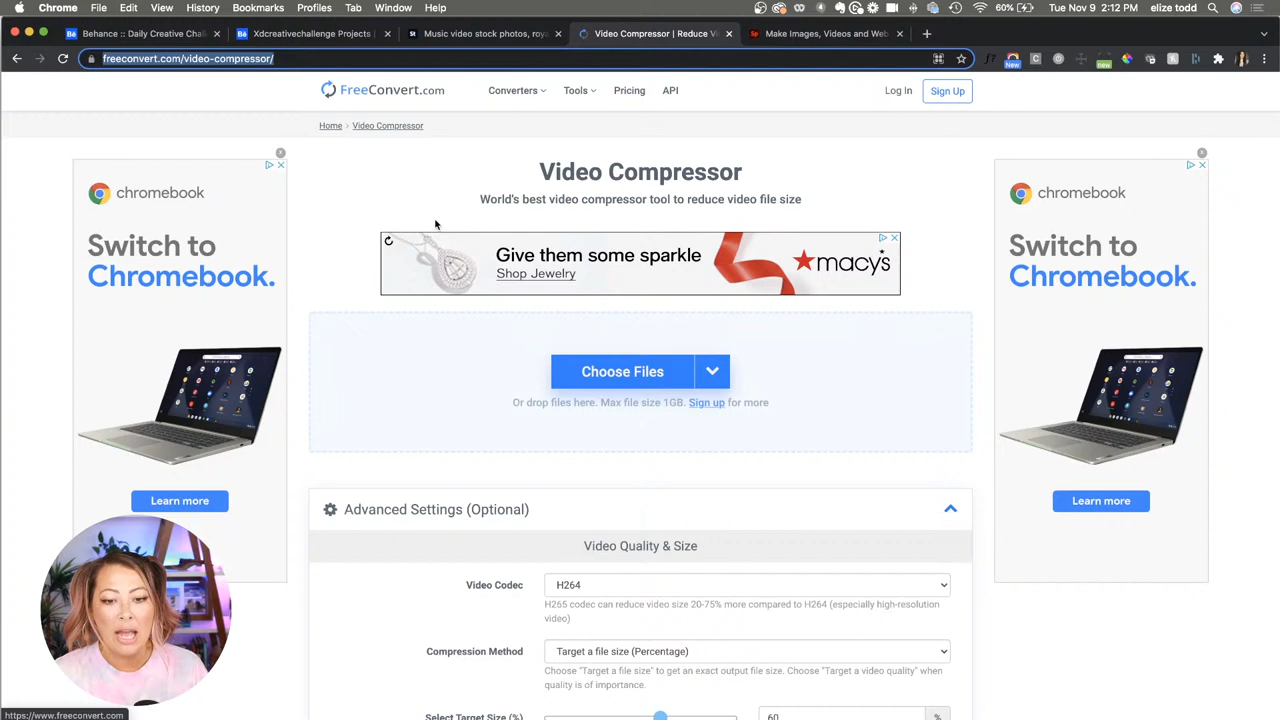 Chrome File Edit View History Bookmarks Profiles Tab Window Help 60% Tue Nov 9 2:12 PM elize todd
Behance :: Daily Creative Chal Xdcreativechallenge Projects | Music video stock photos, roya Video Compressor | Reduce Vi Make Images, Videos and Web
freeconvert.com/video-compressor/
New new
FreeConvert.com Converters Tools Pricing API Log In Sign Up
Home > Video Compressor
Video Compressor
World's best video compressor tool to reduce video file size
chromebook
Switch to
Chromebook.
Learn more
Give them some sparkle
Shop Jewelry
macy's
chromebook
Switch to
Chromebook.
Learn more
Choose Files
Or drop files here. Max file size 1GB. Sign up for more
Advanced Settings (Optional)
Video Quality & Size
Video Codec H264
H265 codec can reduce video size 20-75% more compared to H264 (especially high-resolution
video)
Compression Method Target a file size (Percentage)
Choose "Target a file size" to get an exact output file size. Choose "Target a video quality" when
quality is of importance.
Select Target Size (%) 60 %
https://www.freeconvert.com